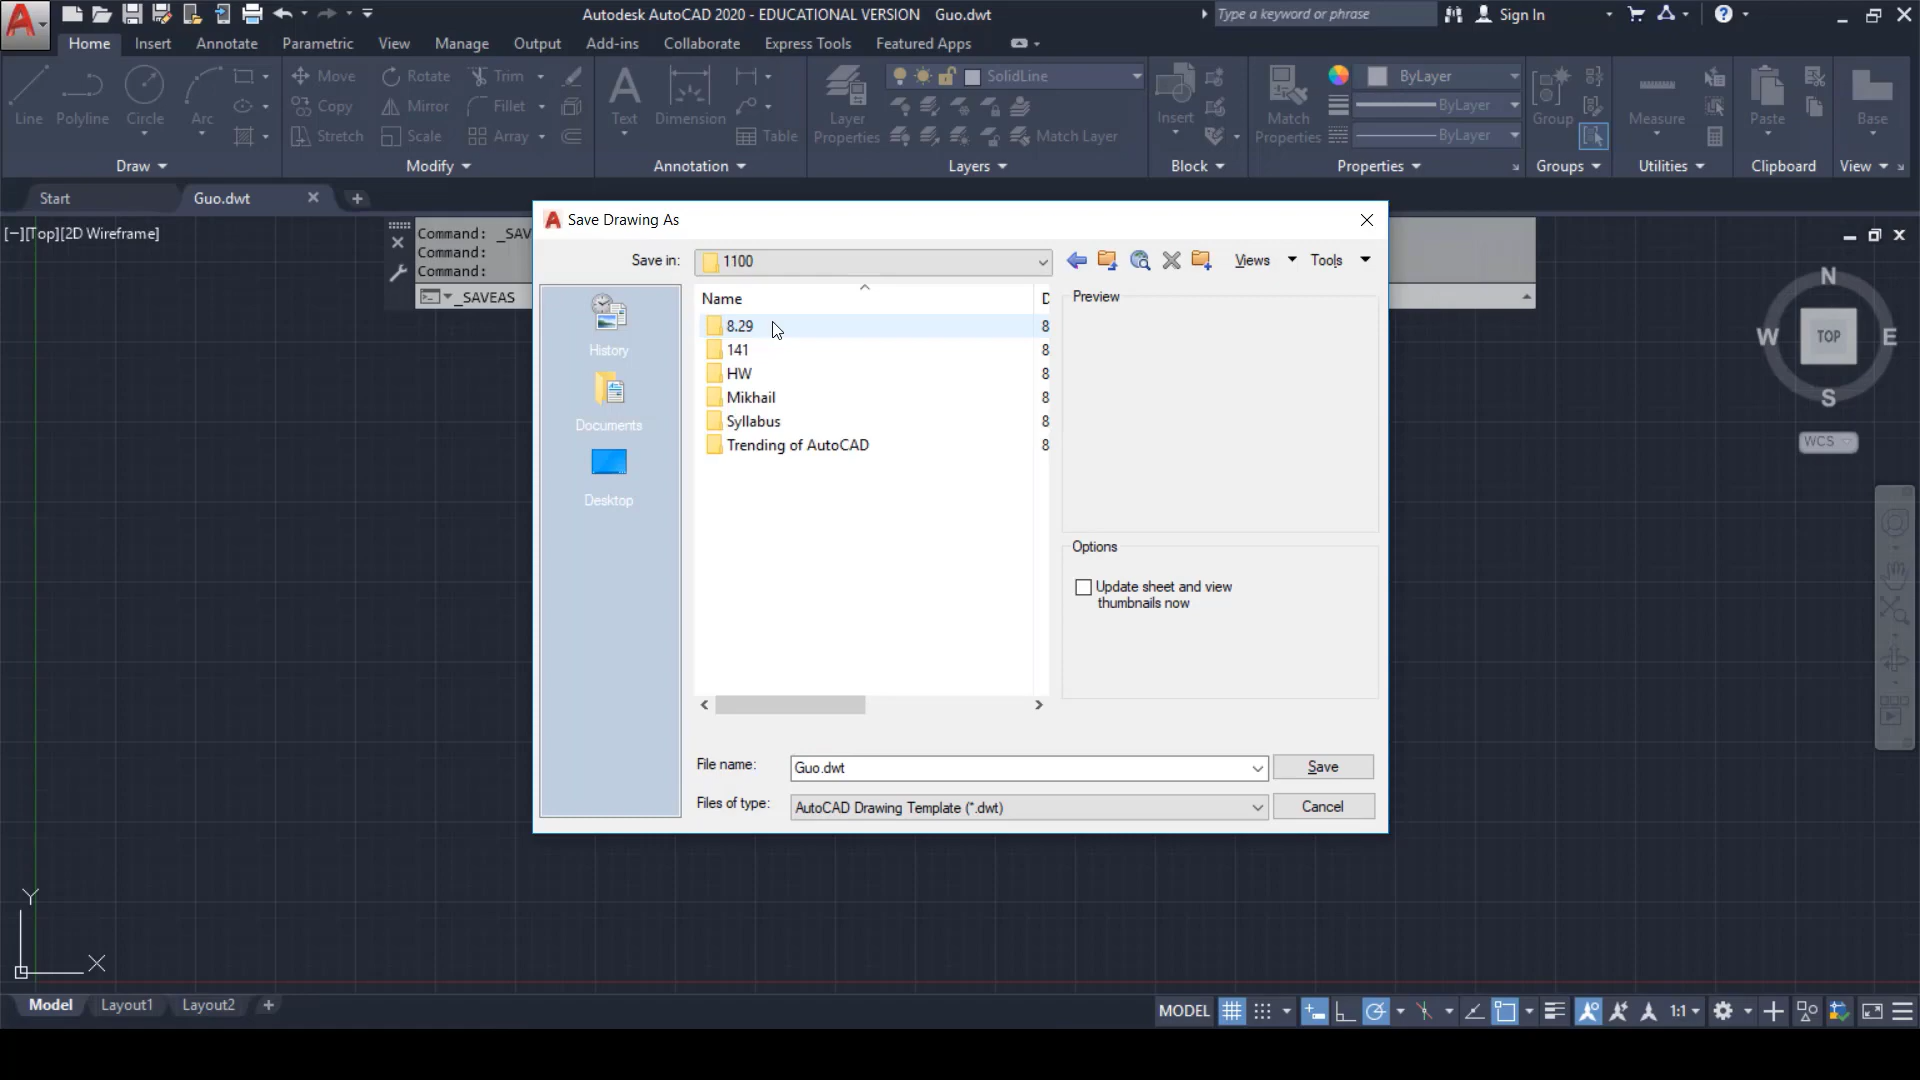 Autodesk AutoCAD 2020 - EDUCATIONAL VERSION Guo.dwt
Type a keyword or phrase
Sign In
Home Insert Annotate Parametric View Manage Output Add-ins Collaborate Express Tools Featured Apps
Line Polyline Circle Arc
Move Rotate Trim
Copy Mirror Fillet
Stretch Scale Array
Text Dimension Table
Layer Properties
SolidLine
Match Layer
Insert
Match Properties
ByLayer
ByLayer
ByLayer
Group Measure Paste Base
Draw Modify Annotation Layers Block Properties Groups Utilities Clipboard View
Start Guo.dwt
[−][Top][2D Wireframe]
Command: _SAV
Command:
Command:
_SAVEAS
Save Drawing As
Save in: 1100
Views Tools
History
Documents
Desktop
Name D
8.29 8
141 8
HW 8
Mikhail 8
Syllabus 8
Trending of AutoCAD 8
Preview
Options
Update sheet and view
thumbnails now
File name: Guo.dwt Save
Files of type: AutoCAD Drawing Template (*.dwt) Cancel
N
W TOP E
S
WCS
Y
X
Model Layout1 Layout2
MODEL 1:1